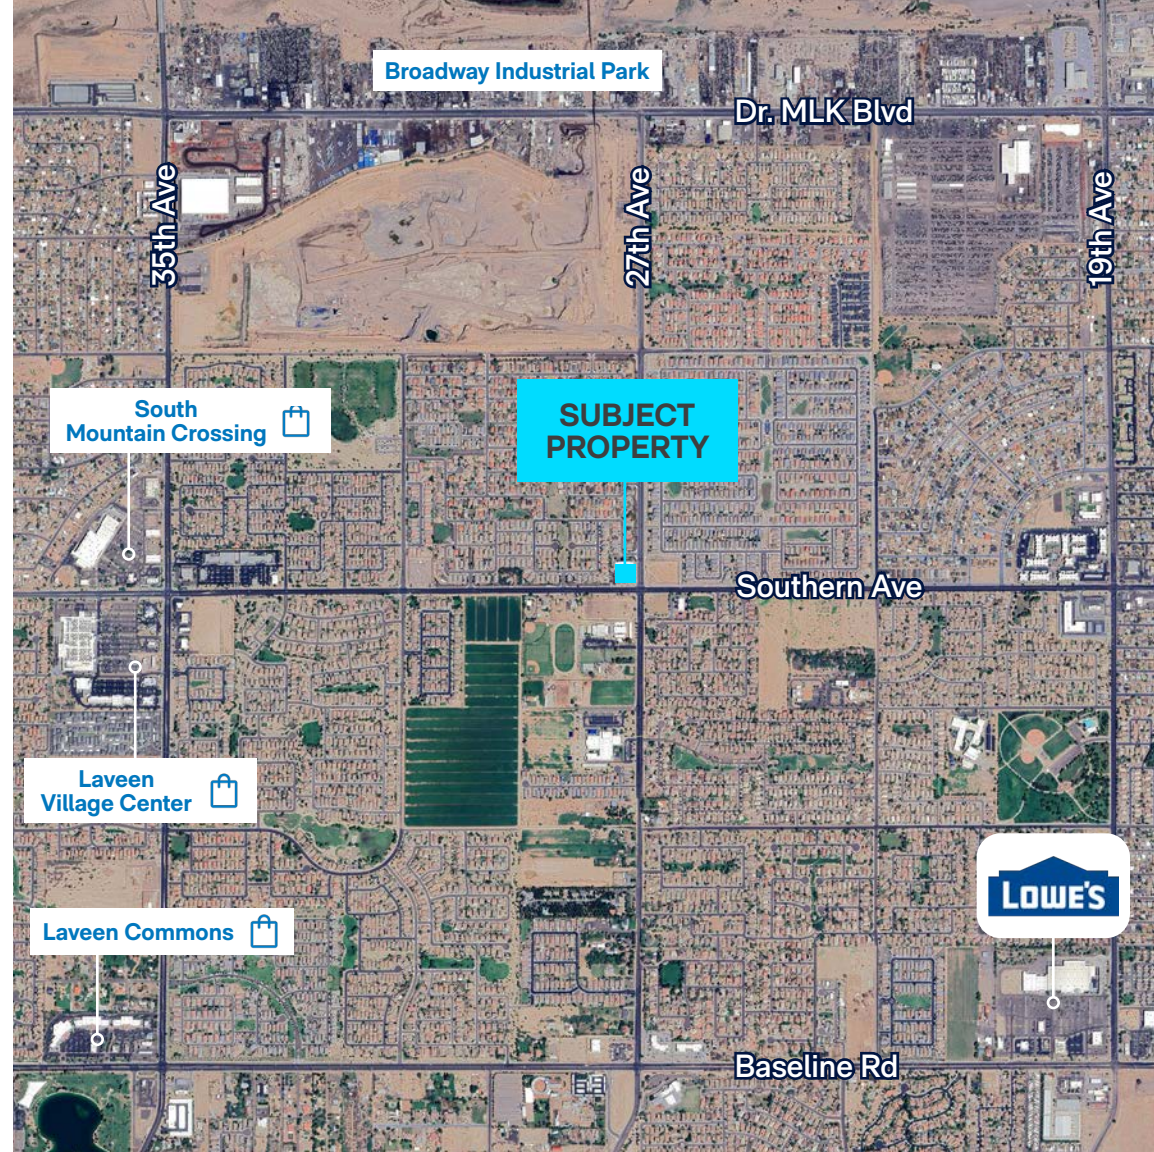 Broadway Industrial Park
Dr. MLK Blvd
35th Ave
27th Ave
19th Ave
South
Mountain Crossing
SUBJECT
PROPERTY
Southern Ave
Laveen
Village Center
LOWE'S
Laveen Commons
Baseline Rd